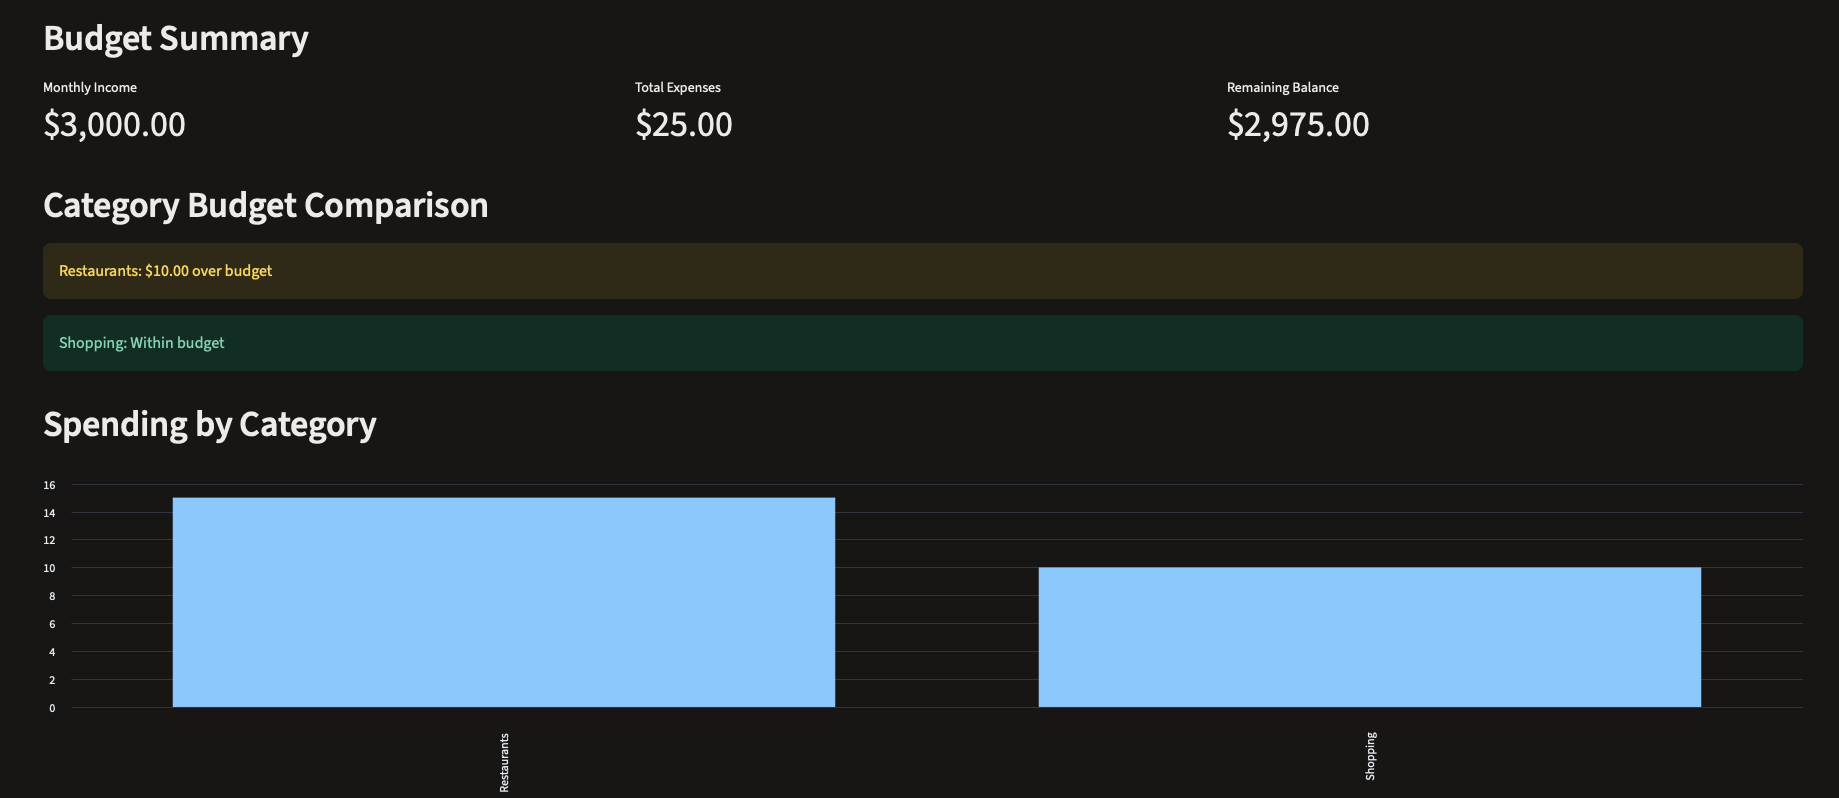 Budget Summary
Monthly Income
Total Expenses
Remaining Balance
$3,000.00
$25.00
$2,975.00
Category Budget Comparison
Restaurants: $10.00 over budget
Shopping: Within budget
Spending by Category
16
14
12
10
8
6
4
2
0
Restaurants
Shopping